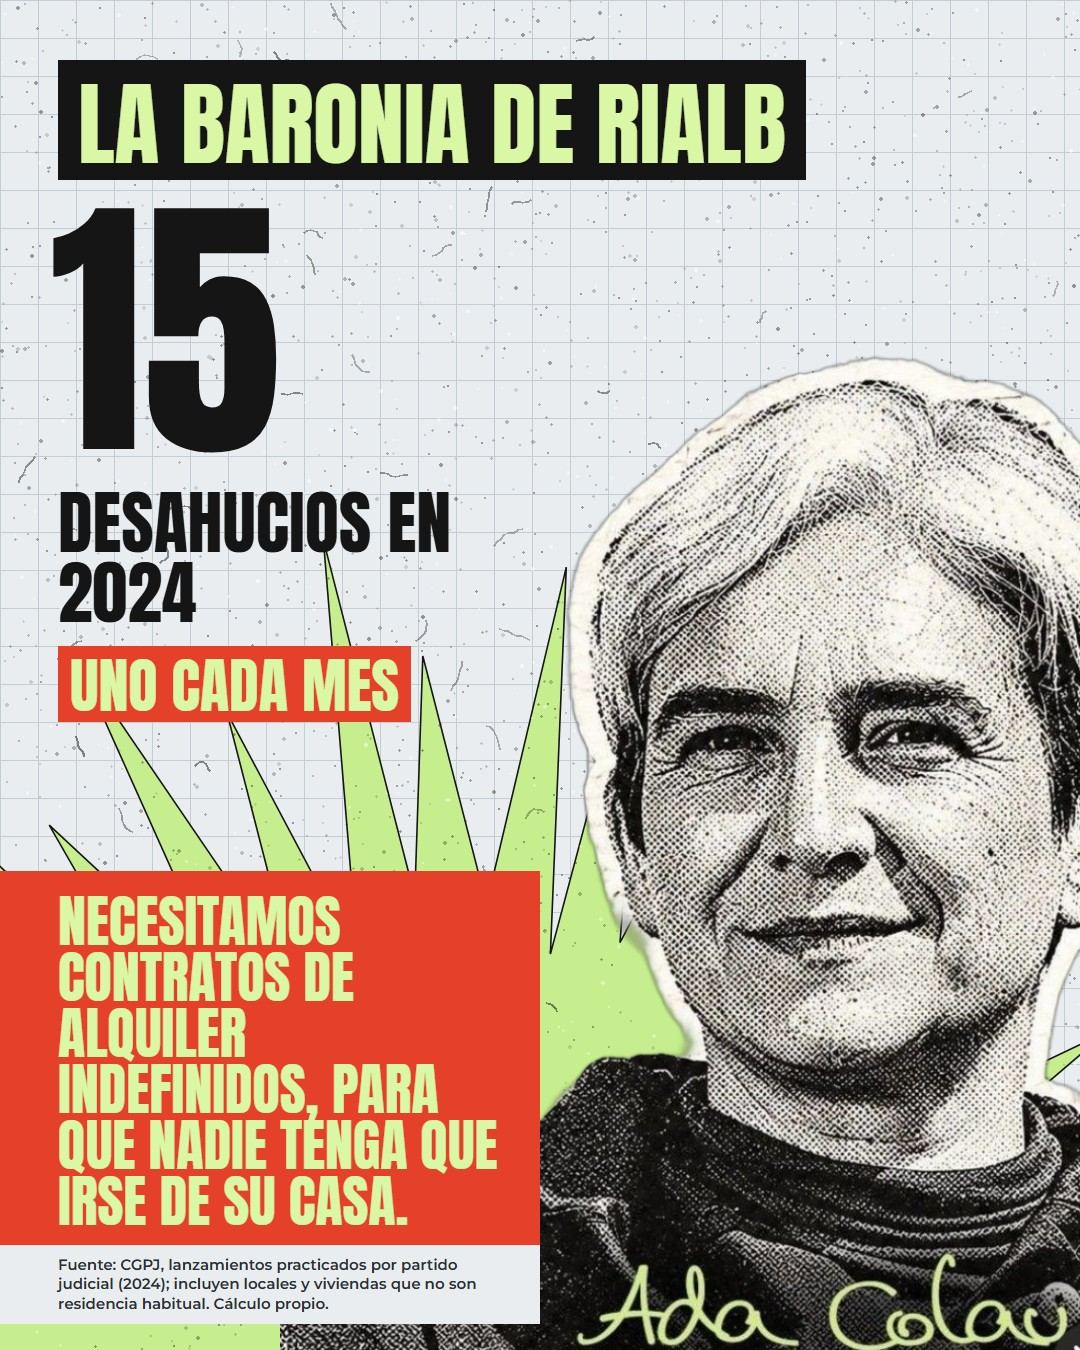 LA BARONIA DE RIALB
15
DESAHUCIOS EN
2024
UNO CADA MES
NECESITAMOS
CONTRATOS DE
ALQUILER
INDEFINIDOS, PARA
QUE NADIE TENGA QUE
IRSE DE SU CASA.
Fuente: CGPJ, lanzamientos practicados por partido
judicial (2024); incluyen locales y viviendas que no son
residencia habitual. Cálculo propio.
Ada Colau